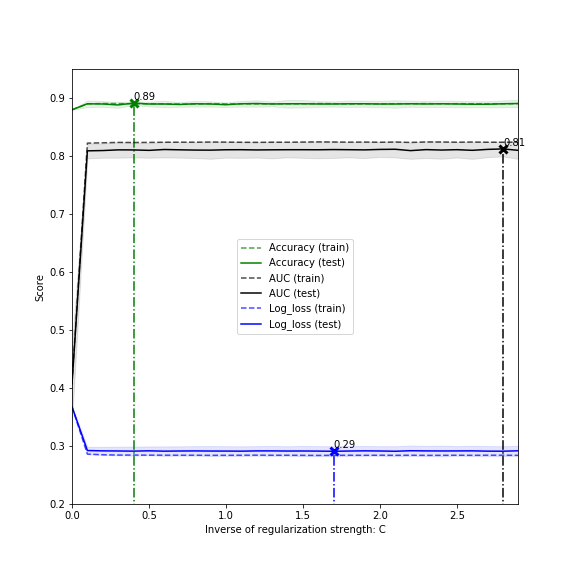 0.9
0.89
0.8
0.81
0.7
Accuracy (train)
Accuracy (test)
AUC (train)
AUC (test)
Log_loss (train)
Log_loss (test)
0.6
Score
0.5
0.4
0.3
0.29
0.2
0.0 0.5 1.0 1.5 2.0 2.5
Inverse of regularization strength: C